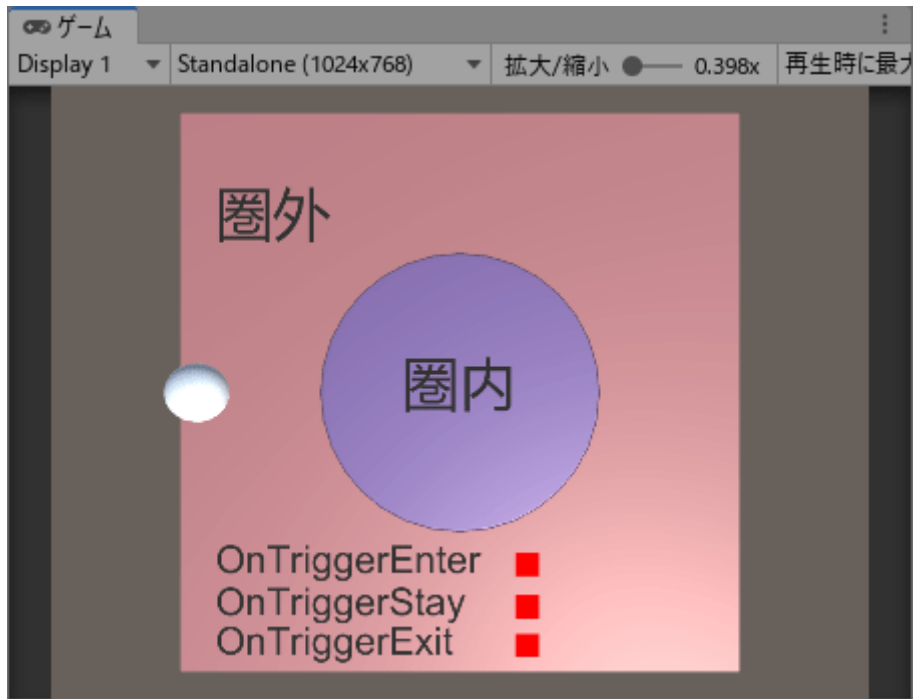 ゲーム
Display 1 Standalone (1024x768) 拡大/縮小 0.398x 再生時に最
圏外
圏内
OnTriggerEnter
OnTriggerStay
OnTriggerExit